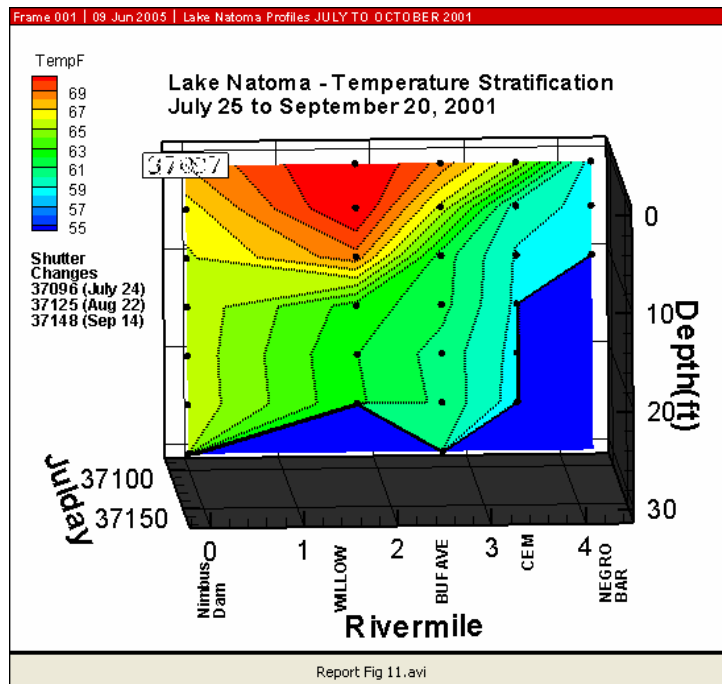 Frame 001 | 09 Jun 2005 | Lake Natoma Profiles JULY TO OCTOBER 2001
TempF
69
67
65
63
61
59
57
55
Lake Natoma - Temperature Stratification
July 25 to September 20, 2001
Shutter
Changes
37096 (July 24)
37125 (Aug 22)
37148 (Sep 14)
0
10
20
30
Depth(ft)
37100
37150
Julday
0
1
2
3
4
Nimbus
Dam
WILLOW
BUF AVE
CEM
NEGRO
BAR
Rivermile
Report Fig 11.avi